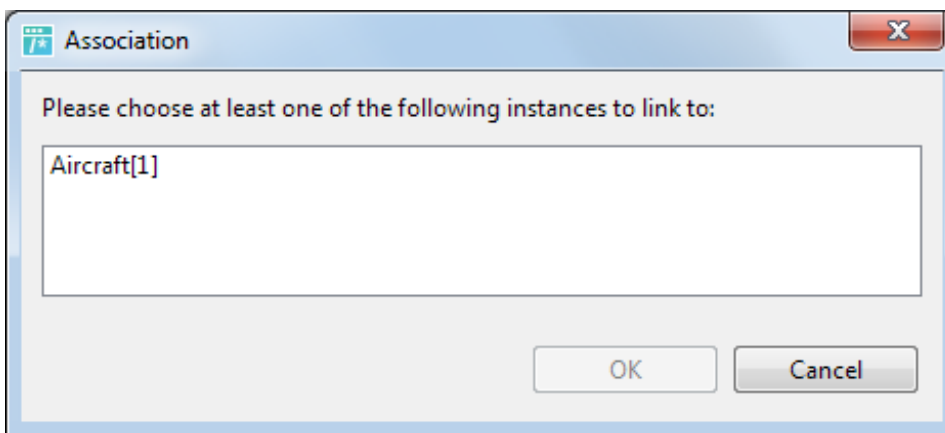 Association
Please choose at least one of the following instances to link to:
Aircraft[1]
OK
Cancel